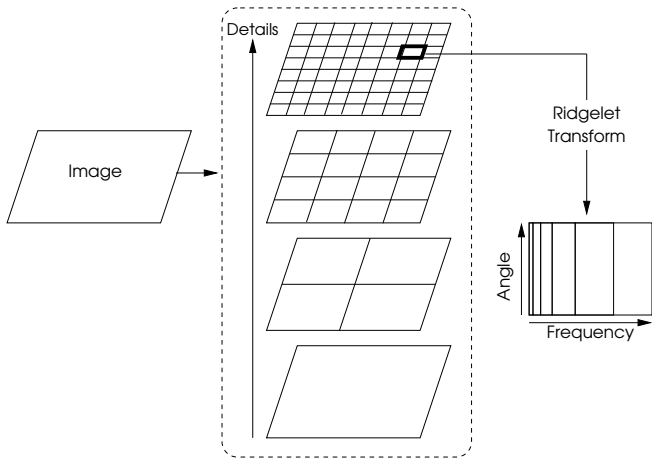 Details
Image
Ridgelet
Transform
Angle
Frequency